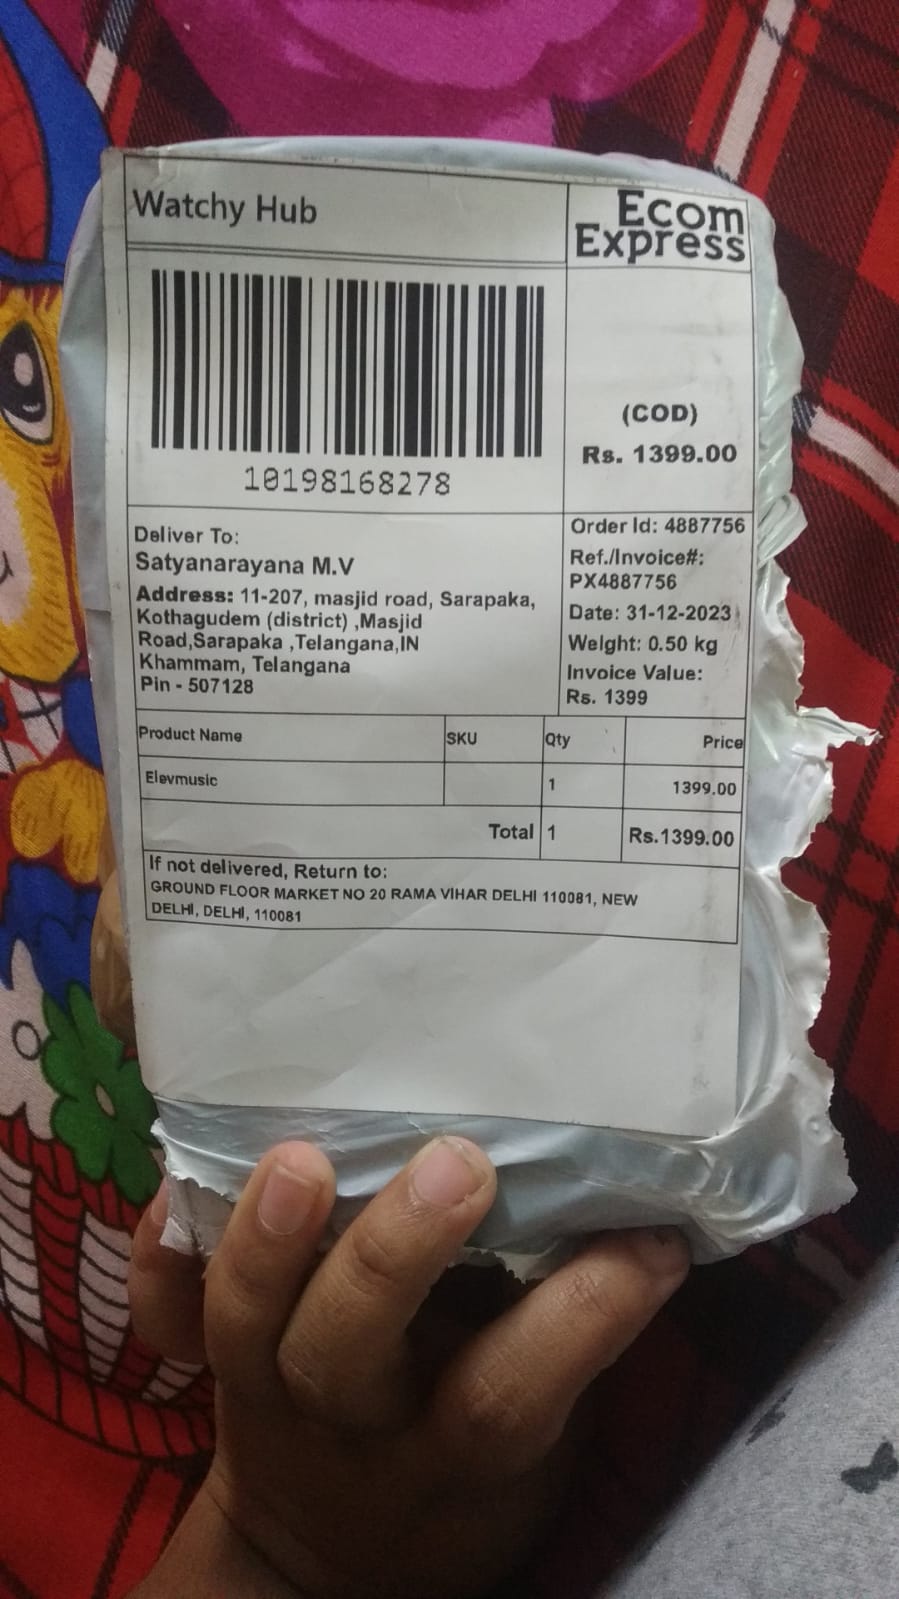 Watchy Hub
Ecom
Express
10198168278
(COD)
Rs. 1399.00
Deliver To:
Satyanarayana M.V
Address: 11-207, masjid road, Sarapaka,
Kothagudem (district) ,Masjid
Road,Sarapaka ,Telangana,IN
Khammam, Telangana
Pin - 507128
Order Id: 4887756
Ref./Invoice#:
PX4887756
Date: 31-12-2023
Weight: 0.50 kg
Invoice Value:
Rs. 1399
Product Name SKU Qty Price
Elevmusic 1 1399.00
Total 1 Rs.1399.00
If not delivered, Return to:
GROUND FLOOR MARKET NO 20 RAMA VIHAR DELHI 110081, NEW
DELHI, DELHI, 110081